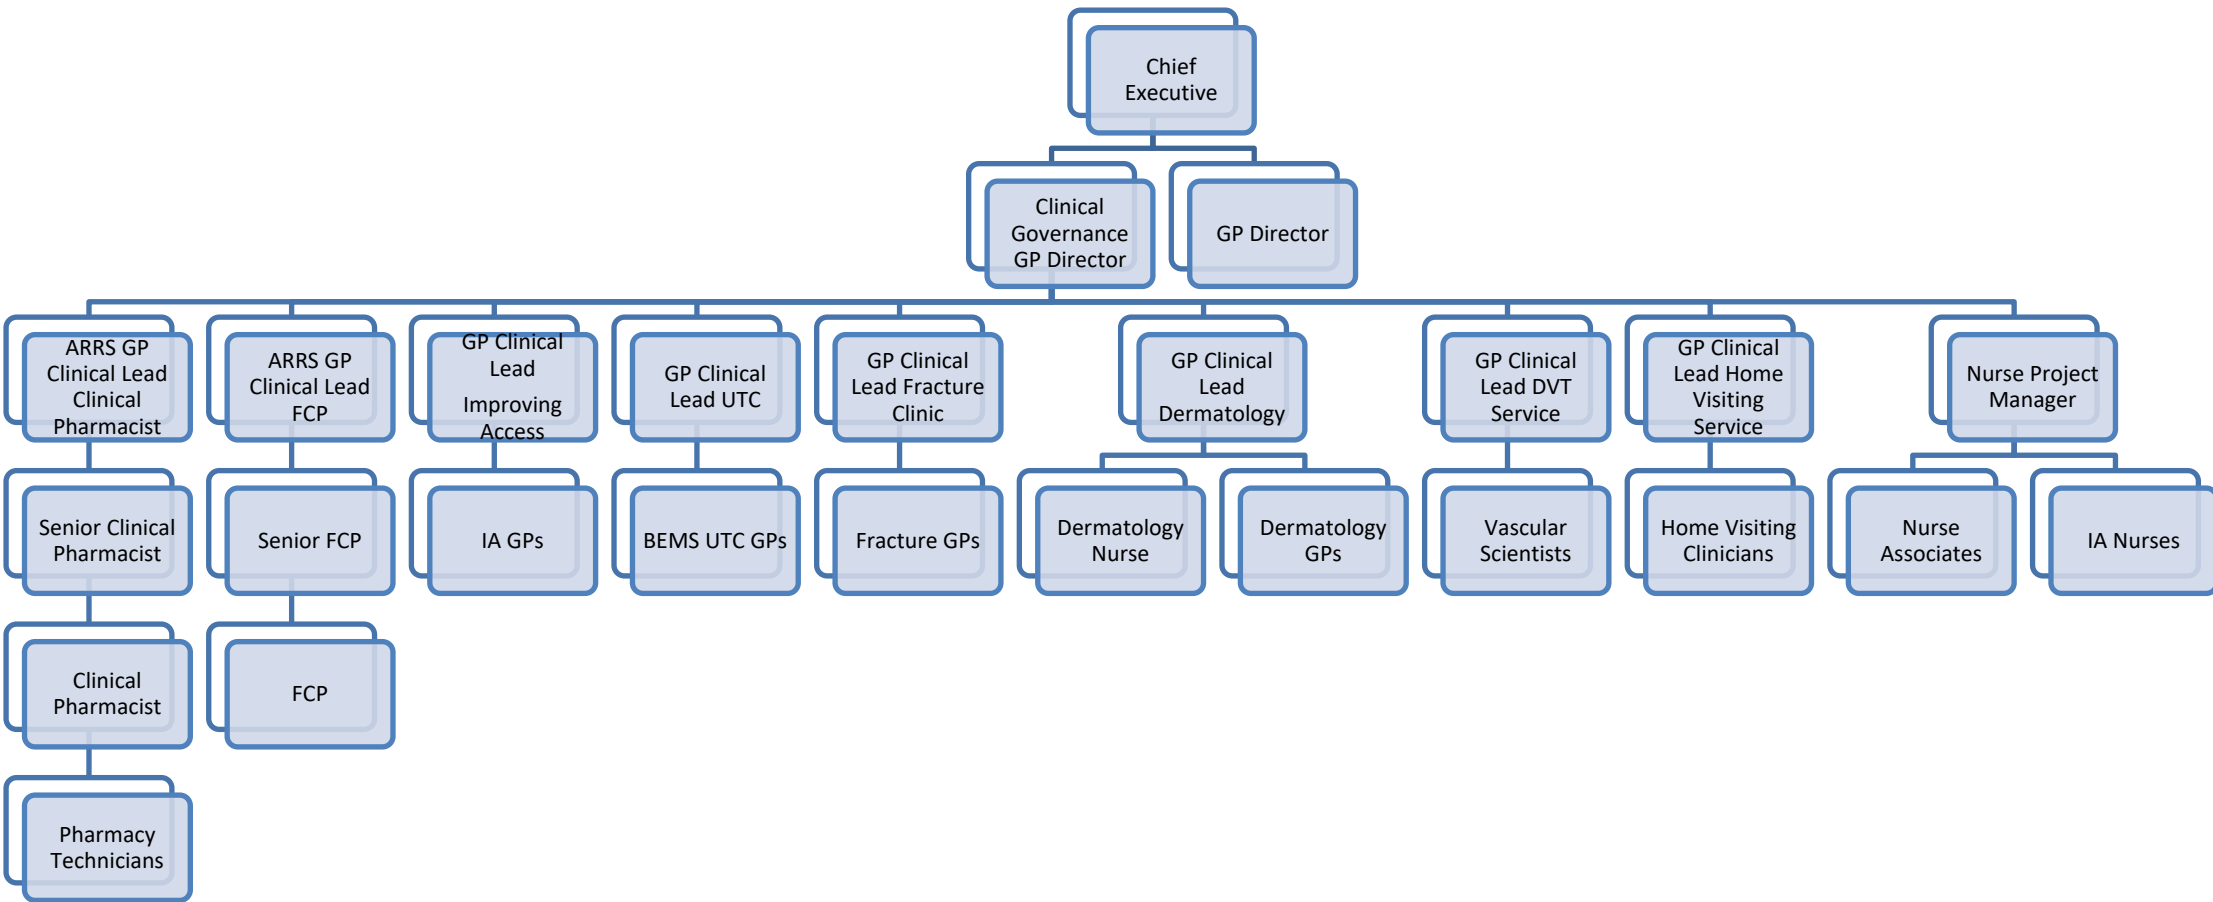 Chief
Executive
Clinical
Governance
GP Director
GP Director
ARRS GP
Clinical Lead
Clinical
Pharmacist
ARRS GP
Clinical Lead
FCP
GP Clinical
Lead
Improving
Access
GP Clinical
Lead UTC
GP Clinical
Lead Fracture
Clinic
GP Clinical
Lead
Dermatology
GP Clinical
Lead DVT
Service
GP Clinical
Lead Home
Visiting
Service
Nurse Project
Manager
Senior Clinical
Pharmacist
Senior FCP
IA GPs
BEMS UTC GPs
Fracture GPs
Dermatology
Nurse
Dermatology
GPs
Vascular
Scientists
Home Visiting
Clinicians
Nurse
Associates
IA Nurses
Clinical
Pharmacist
FCP
Pharmacy
Technicians